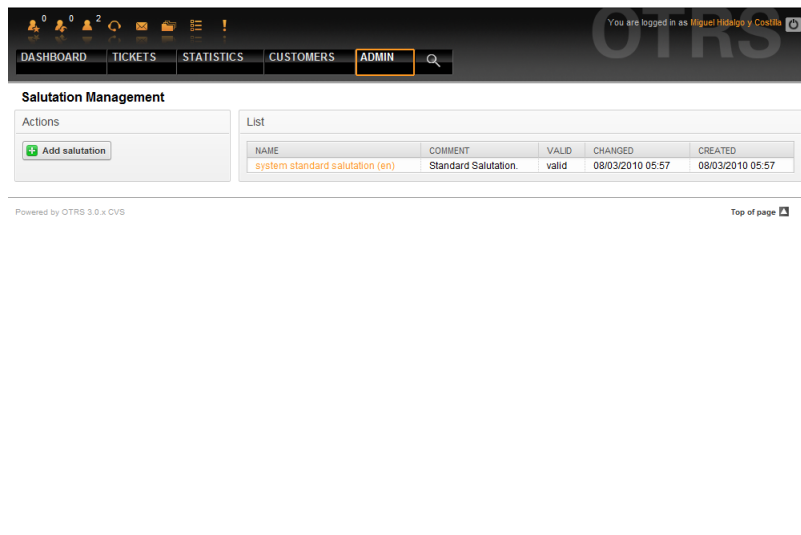 0 0 2
OTRS
You are logged in as Miguel Hidalgo y Costilla
DASHBOARD TICKETS STATISTICS CUSTOMERS ADMIN
Salutation Management
Actions
Add salutation
List
NAME COMMENT VALID CHANGED CREATED
system standard salutation (en) Standard Salutation. valid 08/03/2010 05:57 08/03/2010 05:57
Powered by OTRS 3.0.x CVS
Top of page